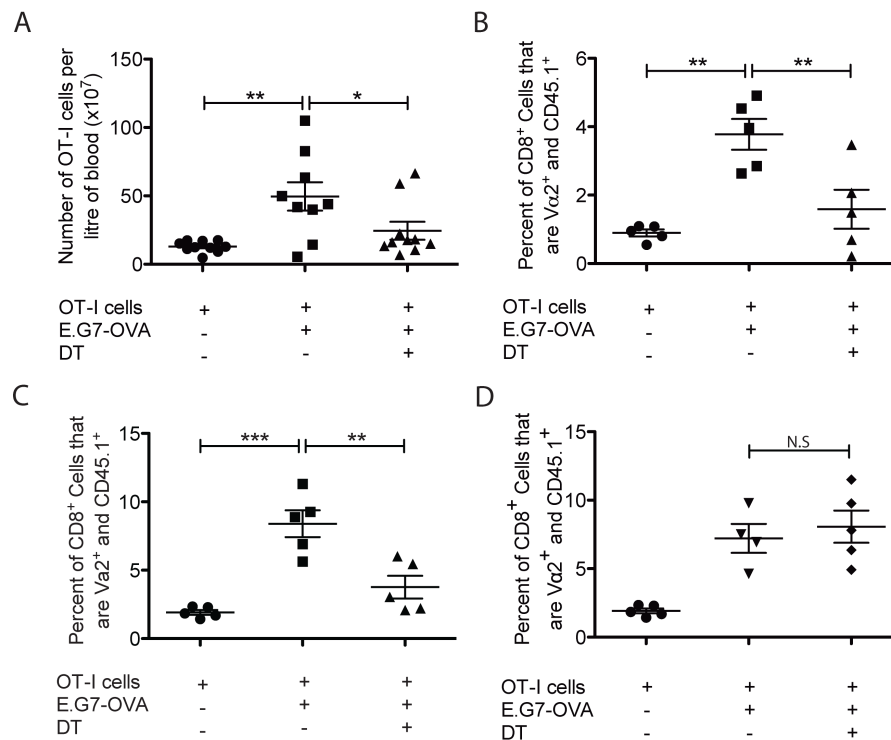 A
Number of OT-I cells per
litre of blood (x10⁷)
150
100
50
0
**
*
OT-I cells + + +
E.G7-OVA - + +
DT - - +
B
Percent of CD8⁺ Cells that
are Vα2⁺ and CD45.1⁺
6
4
2
0
**
**
OT-I cells + + +
E.G7-OVA - + +
DT - - +
C
Percent of CD8⁺ Cells that
are Va2⁺ and CD45.1⁺
15
10
5
0
***
**
OT-I cells + + +
E.G7-OVA - + +
DT - - +
D
Percent of CD8⁺ Cells that
are Vα2⁺ and CD45.1⁺
15
10
5
0
N.S
OT-I cells + + +
E.G7-OVA - + +
DT - - +